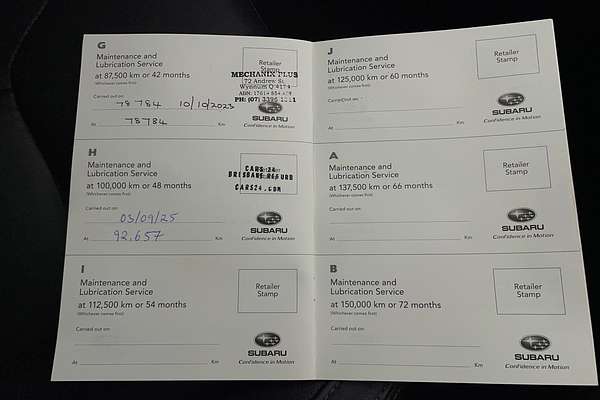 G
Maintenance and
Lubrication Service
at 87,500 km or 42 months
(Whichever comes first)
Retailer
Stamp
MECHANIX PLUS
72 Andrew St
Wynnum Q 4178
PH: (07) 3396
Carried out on:
78784 10/10/2023
At 78784
SUBARU
Confidence in Motion
H
Maintenance and
Lubrication Service
at 100,000 km or 48 months
(Whichever comes first)
CARS 24
BRISBANE REFURB
CARS24.COM
Carried out on:
03/09/25
At 92,657 Km
SUBARU
Confidence in Motion
I
Maintenance and
Lubrication Service
at 112,500 km or 54 months
(Whichever comes first)
Retailer
Stamp
Carried out on:
At Km
SUBARU
Confidence in Motion
J
Maintenance and
Lubrication Service
at 125,000 km or 60 months
(Whichever comes first)
Retailer
Stamp
Carried out on:
At Km
SUBARU
Confidence in Motion
A
Maintenance and
Lubrication Service
at 137,500 km or 66 months
(Whichever comes first)
Retailer
Stamp
Carried out on:
At Km
SUBARU
Confidence in Motion
B
Maintenance and
Lubrication Service
at 150,000 km or 72 months
(Whichever comes first)
Retailer
Stamp
Carried out on:
At Km
SUBARU
Confidence in Motion